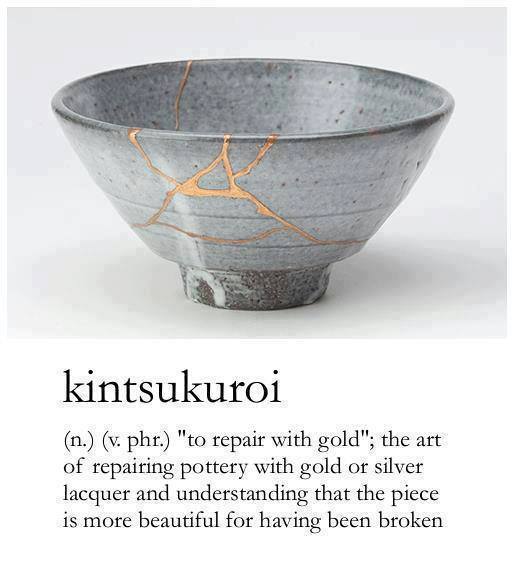 kintsukuroi
(n.) (v. phr.) "to repair with gold"; the art
of repairing pottery with gold or silver
lacquer and understanding that the piece
is more beautiful for having been broken